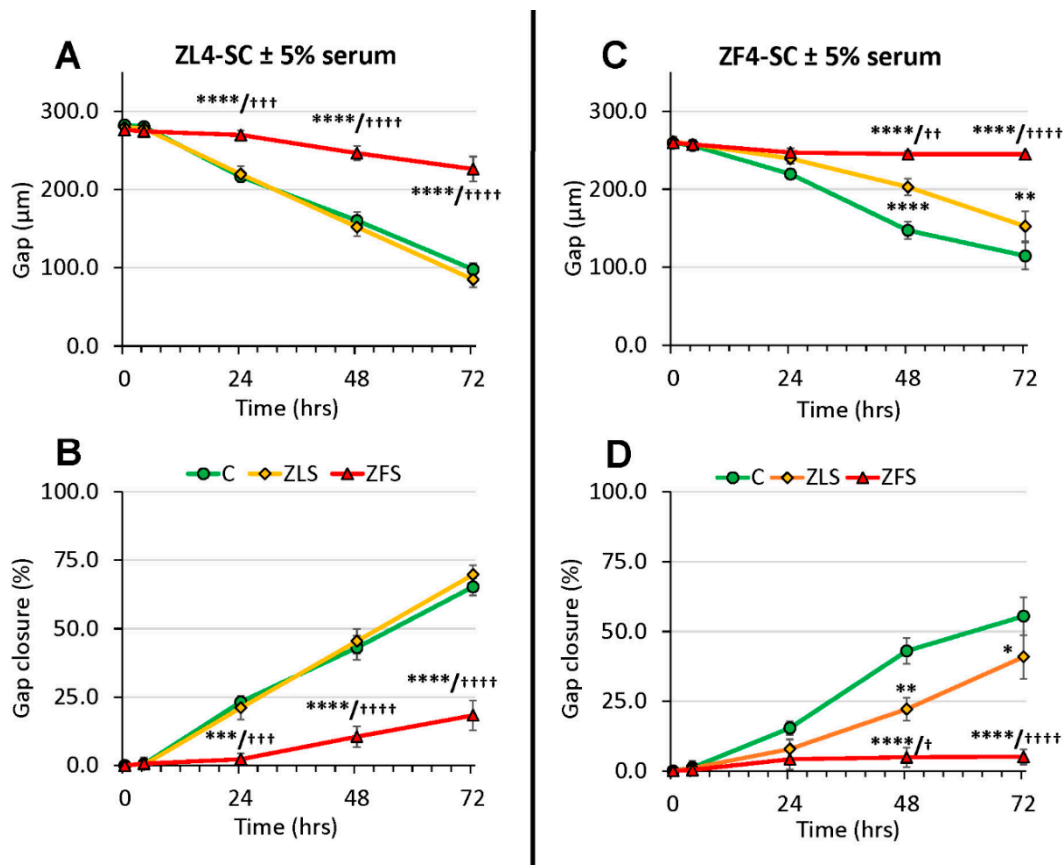 A
ZL4-SC ± 5% serum
300.0
200.0
100.0
0.0
Gap (µm)
****/†††
****/††††
****/††††
0
24
48
72
Time (hrs)
B
C
ZLS
ZFS
100.0
75.0
50.0
25.0
0.0
Gap closure (%)
***/†††
****/††††
****/††††
0
24
48
72
Time (hrs)
C
ZF4-SC ± 5% serum
300.0
200.0
100.0
0.0
Gap (µm)
****/††
****/††††
****
**
0
24
48
72
Time (hrs)
D
C
ZLS
ZFS
100.0
75.0
50.0
25.0
0.0
Gap closure (%)
**
*
****/†
****/††††
0
24
48
72
Time (hrs)